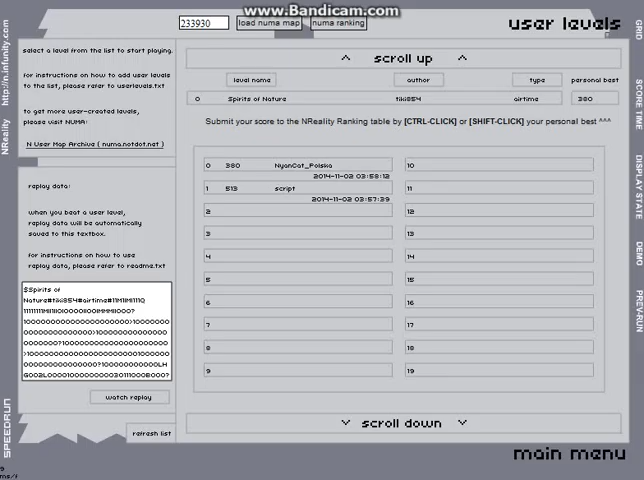 www.Bandicam.com
233930
load numa map
numa ranking
user levels
select a level from the list to start playing.
for instructions on how to add user levels
to the list, please refer to userlevels.txt
to get more user-created levels,
please visit NUMA:
N User Map Archive ( numa.notdot.net )
replay data:
when you beat a user level,
replay data will be automatically
saved to this textbox.
for instructions on how to use
replay data, please refer to readme.txt
$Spirits of
Nature#tiki854#airtime#
watch replay
refresh list
NReality
http://n.infunity.com
SPEEDRUN
scroll up
level name
author
type
personal best
0 Spirits of Nature tiki854 airtime 380
Submit your score to the NReality Ranking table by [CTRL-CLICK] or [SHIFT-CLICK] your personal best ^^^
0 380 NyanCat_Polska
2014-11-02 03:58:12
1 513 script
2014-11-02 03:57:39
2
3
4
5
6
7
8
9
10
11
12
13
14
15
16
17
18
19
scroll down
main menu
GRID
SCORE TIME
DISPLAY STATE
DEMO
PREV-RUN